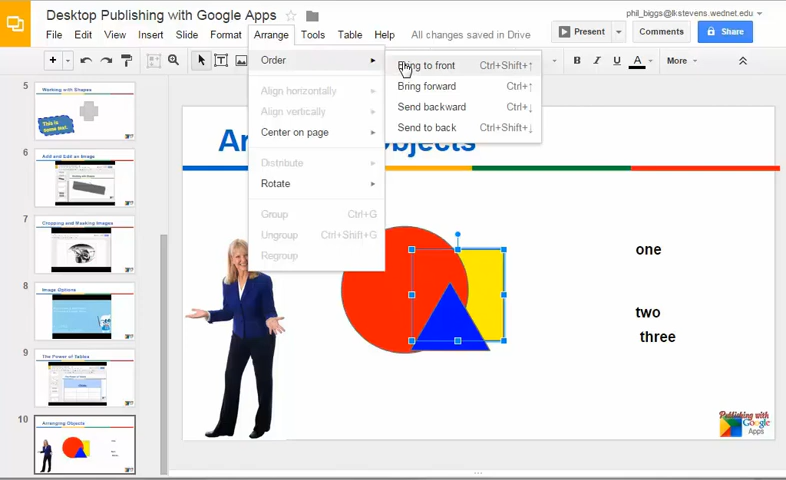 Desktop Publishing with Google Apps
phil_biggs@lkstevens.wednet.edu
File Edit View Insert Slide Format Arrange Tools Table Help All changes saved in Drive
Present Comments Share
Order
Align horizontally
Align vertically
Center on page
Distribute
Rotate
Group Ctrl+G
Ungroup Ctrl+Shift+G
Regroup
Bring to front Ctrl+Shift+↑
Bring forward Ctrl+↑
Send backward Ctrl+↓
Send to back Ctrl+Shift+↓
B I U A More
5
Working with Shapes
This is
some text.
6
Add and Edit an Image
7
Cropping and Masking Images
8
Image Options
9
The Power of Tables
10
Arranging Objects
one
two
three
Publishing with
Google
Apps